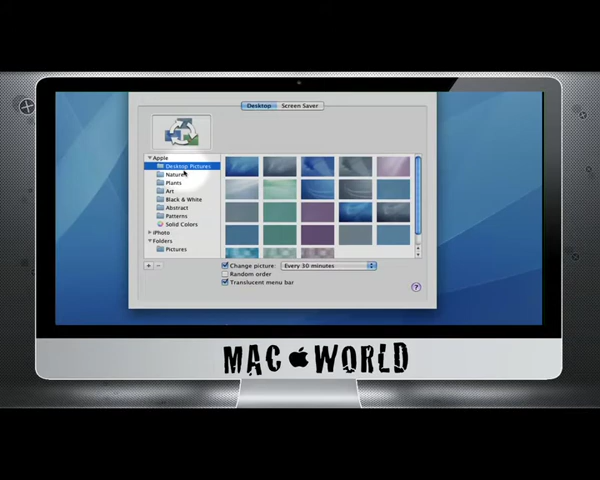 Desktop Screen Saver
Apple
Desktop Pictures
Nature
Plants
Art
Black & White
Abstract
Patterns
Solid Colors
iPhoto
Folders
Pictures
+ −
Change picture: Every 30 minutes
Random order
Translucent menu bar
?
MAC WORLD